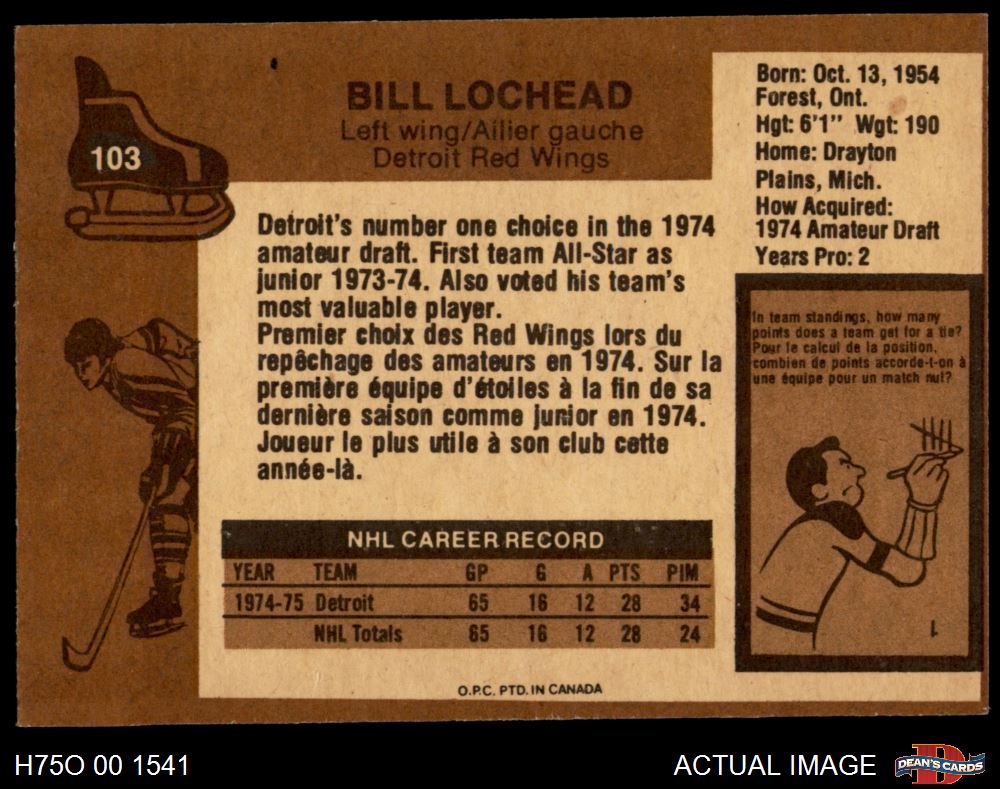 103
BILL LOCHEAD
Left wing/Ailier gauche
Detroit Red Wings
Born: Oct. 13, 1954
Forest, Ont.
Hgt: 6'1" Wgt: 190
Home: Drayton
Plains, Mich.
How Acquired:
1974 Amateur Draft
Years Pro: 2
Detroit's number one choice in the 1974
amateur draft. First team All-Star as
junior 1973-74. Also voted his team's
most valuable player.
Premier choix des Red Wings lors du
repêchage des amateurs en 1974. Sur la
première équipe d'étoiles à la fin de sa
dernière saison comme junior en 1974.
Joueur le plus utile à son club cette
année-là.
In team standings, how many
points does a team get for a tie?
Pour le calcul de la position,
combien de points accorde-t-on à
une équipe pour un match nul?
1
NHL CAREER RECORD
YEAR TEAM GP G A PTS PIM
1974-75 Detroit 65 16 12 28 34
NHL Totals 65 16 12 28 24
O.P.C. PTD. IN CANADA
H75O 00 1541
ACTUAL IMAGE
D
DEAN'S CARDS